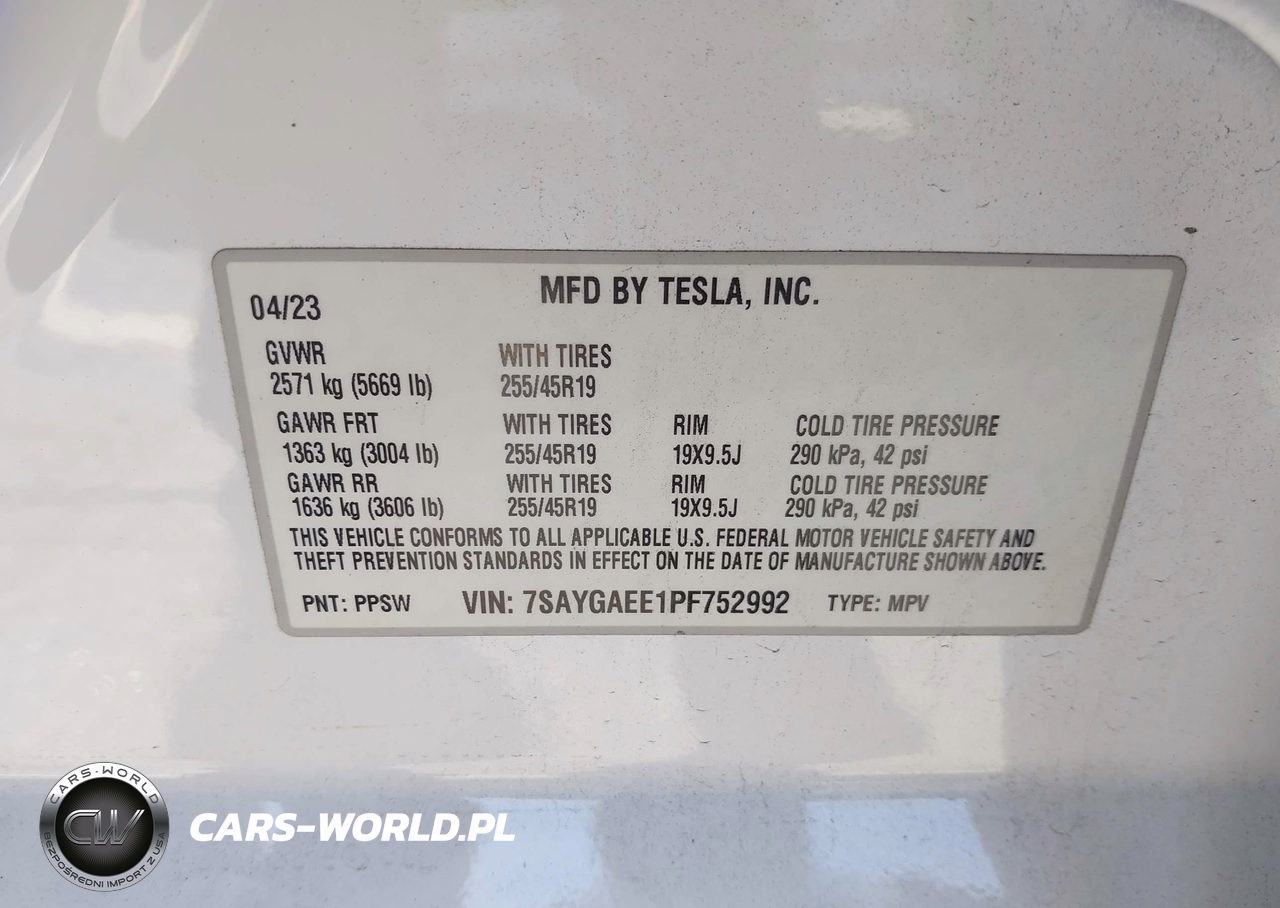 MFD BY TESLA, INC.
04/23
GVWR WITH TIRES
2571 kg (5669 lb) 255/45R19
GAWR FRT WITH TIRES RIM COLD TIRE PRESSURE
1363 kg (3004 lb) 255/45R19 19X9.5J 290 kPa, 42 psi
GAWR RR WITH TIRES RIM COLD TIRE PRESSURE
1636 kg (3606 lb) 255/45R19 19X9.5J 290 kPa, 42 psi
THIS VEHICLE CONFORMS TO ALL APPLICABLE U.S. FEDERAL MOTOR VEHICLE SAFETY AND
THEFT PREVENTION STANDARDS IN EFFECT ON THE DATE OF MANUFACTURE SHOWN ABOVE.
PNT: PPSW VIN: 7SAYGAEE1PF752992 TYPE: MPV
CARS-WORLD
CW
BEZPOŚREDNI IMPORT Z USA
CARS-WORLD.PL